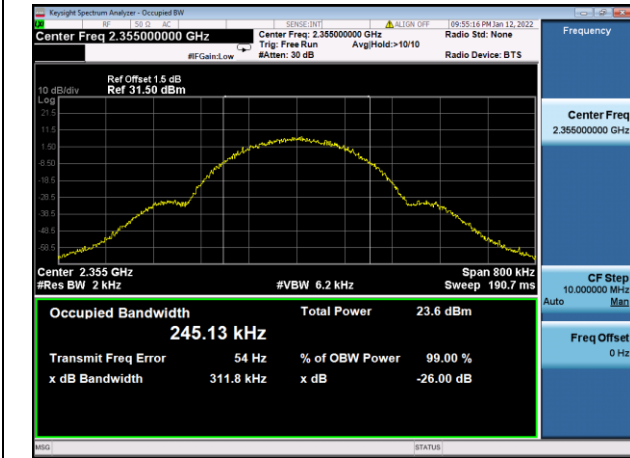 Keysight Spectrum Analyzer - Occupied BW
RF 50 Ω AC SENSE:INT ALIGN OFF 09:55:16 PM Jan 12, 2022
Center Freq 2.355000000 GHz
Center Freq: 2.355000000 GHz
Radio Std: None
Trig: Free Run Avg|Hold:>10/10
#IFGain:Low
#Atten: 30 dB
Radio Device: BTS
Frequency
Ref Offset 1.5 dB
10 dB/div Ref 31.50 dBm
Log
21.5
11.5
1.50
-8.50
-18.5
-28.5
-38.5
-48.5
-58.5
Center Freq
2.355000000 GHz
Center 2.355 GHz Span 800 kHz
#Res BW 2 kHz #VBW 6.2 kHz Sweep 190.7 ms
CF Step
10.000000 MHz
Auto Man
Occupied Bandwidth Total Power 23.6 dBm
245.13 kHz
Transmit Freq Error 54 Hz % of OBW Power 99.00 %
x dB Bandwidth 311.8 kHz x dB -26.00 dB
Freq Offset
0 Hz
MSG STATUS